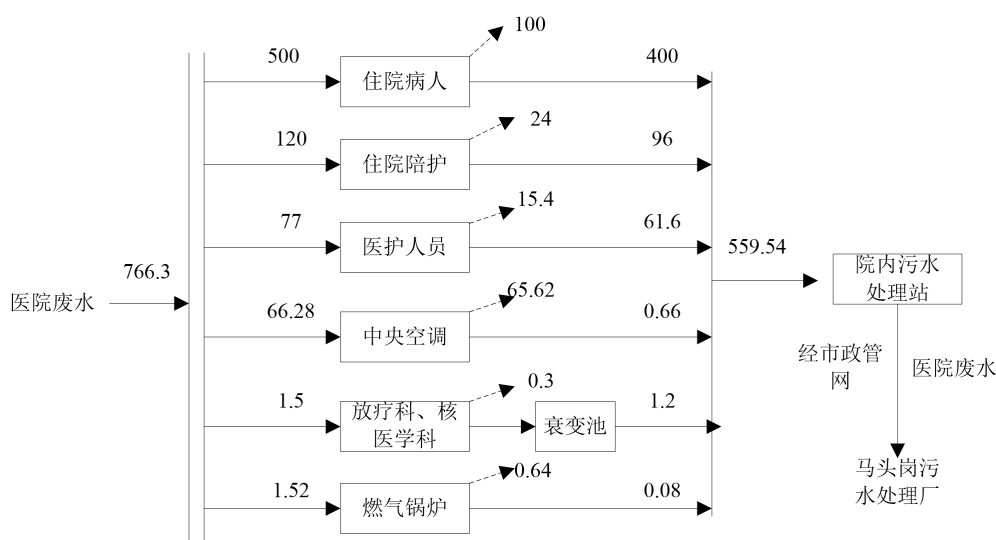 100
500
住院病人
400
24
120
住院陪护
96
15.4
77
医护人员
61.6
559.54
院内污水
处理站
766.3
医院废水
65.62
66.28
中央空调
0.66
经市政管
网
医院废水
0.3
1.5
放疗科、核
医学科
衰变池
1.2
马头岗污
水处理厂
0.64
1.52
燃气锅炉
0.08